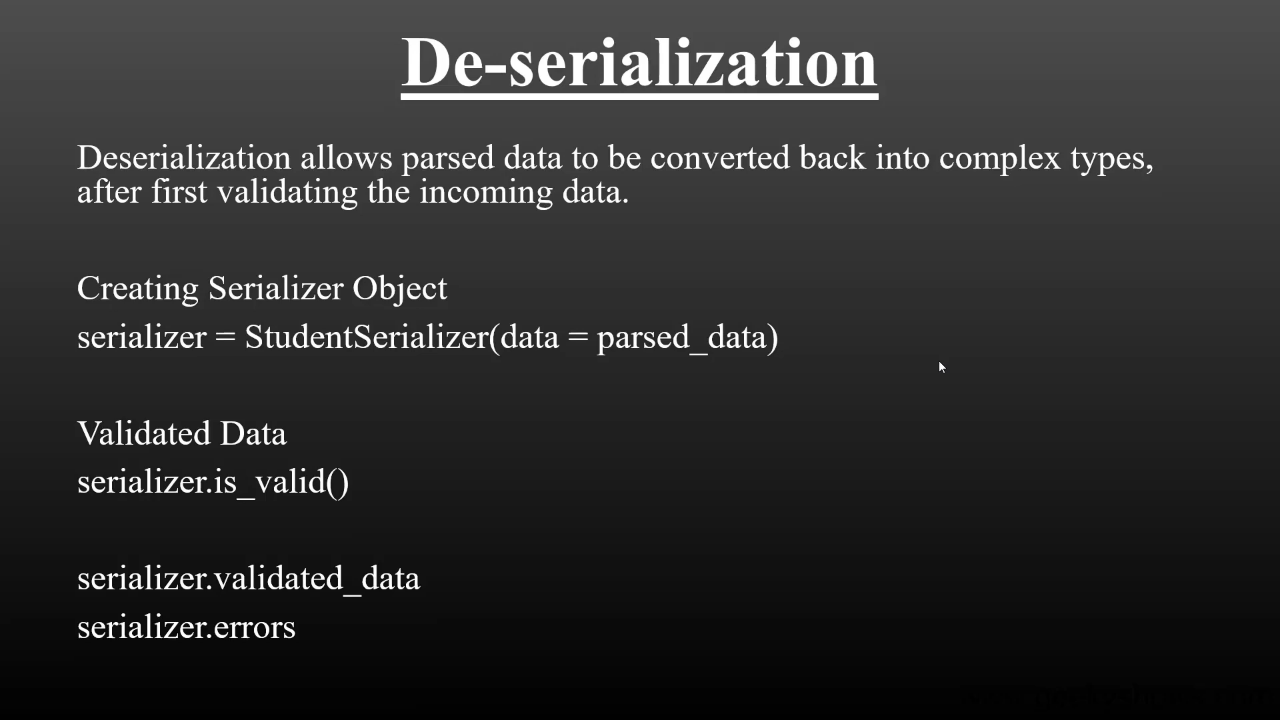 De-serialization
Deserialization allows parsed data to be converted back into complex types,
after first validating the incoming data.
Creating Serializer Object
serializer = StudentSerializer(data = parsed_data)
Validated Data
serializer.is_valid()
serializer.validated_data
serializer.errors